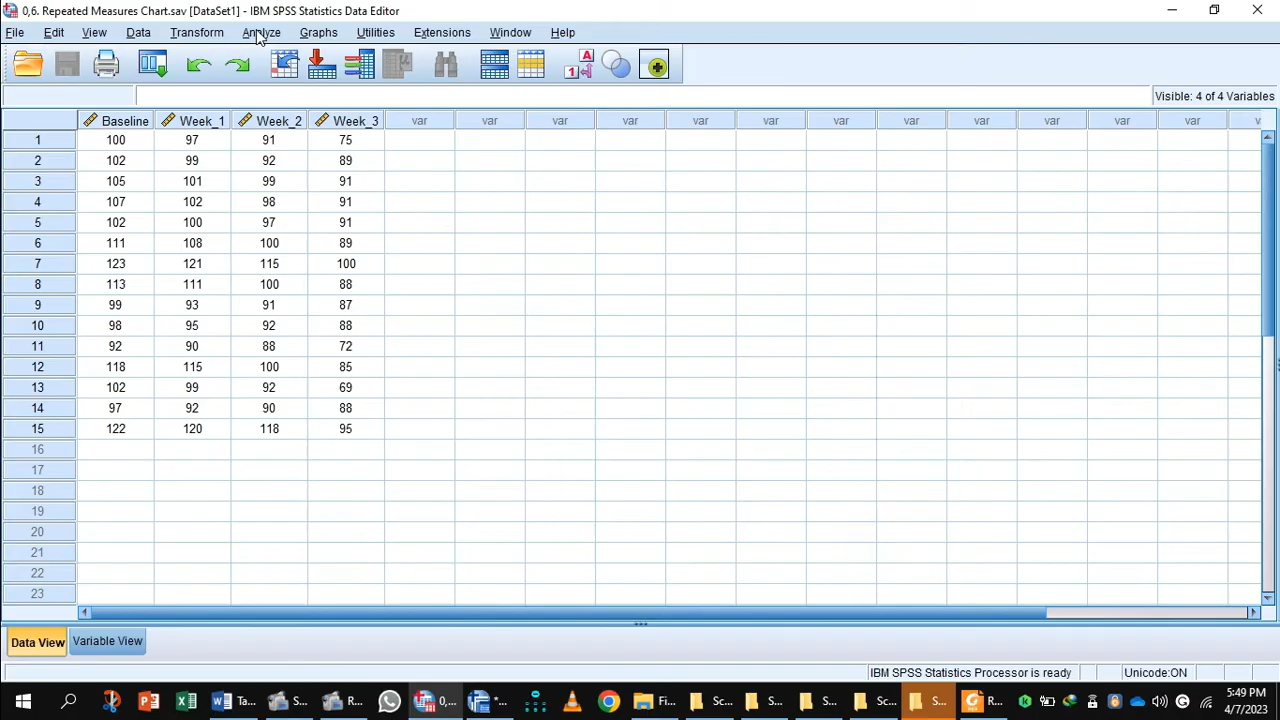 0,6. Repeated Measures Chart.sav [DataSet1] - IBM SPSS Statistics Data Editor
File Edit View Data Transform Analyze Graphs Utilities Extensions Window Help
Visible: 4 of 4 Variables
Baseline Week_1 Week_2 Week_3 var var var var var var var var var var var var v
1 100 97 91 75
2 102 99 92 89
3 105 101 99 91
4 107 102 98 91
5 102 100 97 91
6 111 108 100 89
7 123 121 115 100
8 113 111 100 88
9 99 93 91 87
10 98 95 92 88
11 92 90 88 72
12 118 115 100 85
13 102 99 92 69
14 97 92 90 88
15 122 120 118 95
16
17
18
19
20
21
22
23
Data View Variable View
IBM SPSS Statistics Processor is ready Unicode:ON
Ta... S... R... 0,... *... Fi... Sc... S... S... Sc... S... R... 5:49 PM
4/7/2023